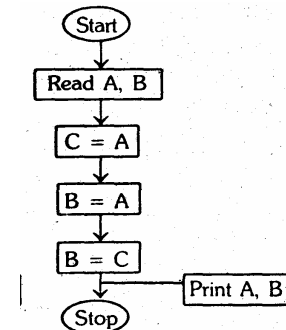 Start
Read A, B
C = A
B = A
B = C
Print A, B
Stop